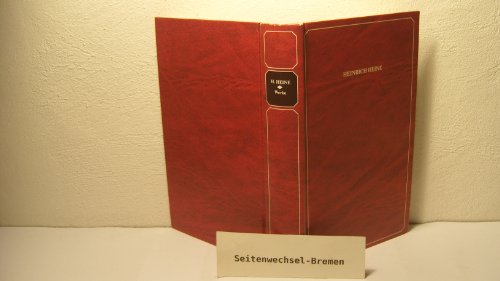 H. HEINE
Werke
HEINRICH HEINE
Seitenwechsel-Bremen